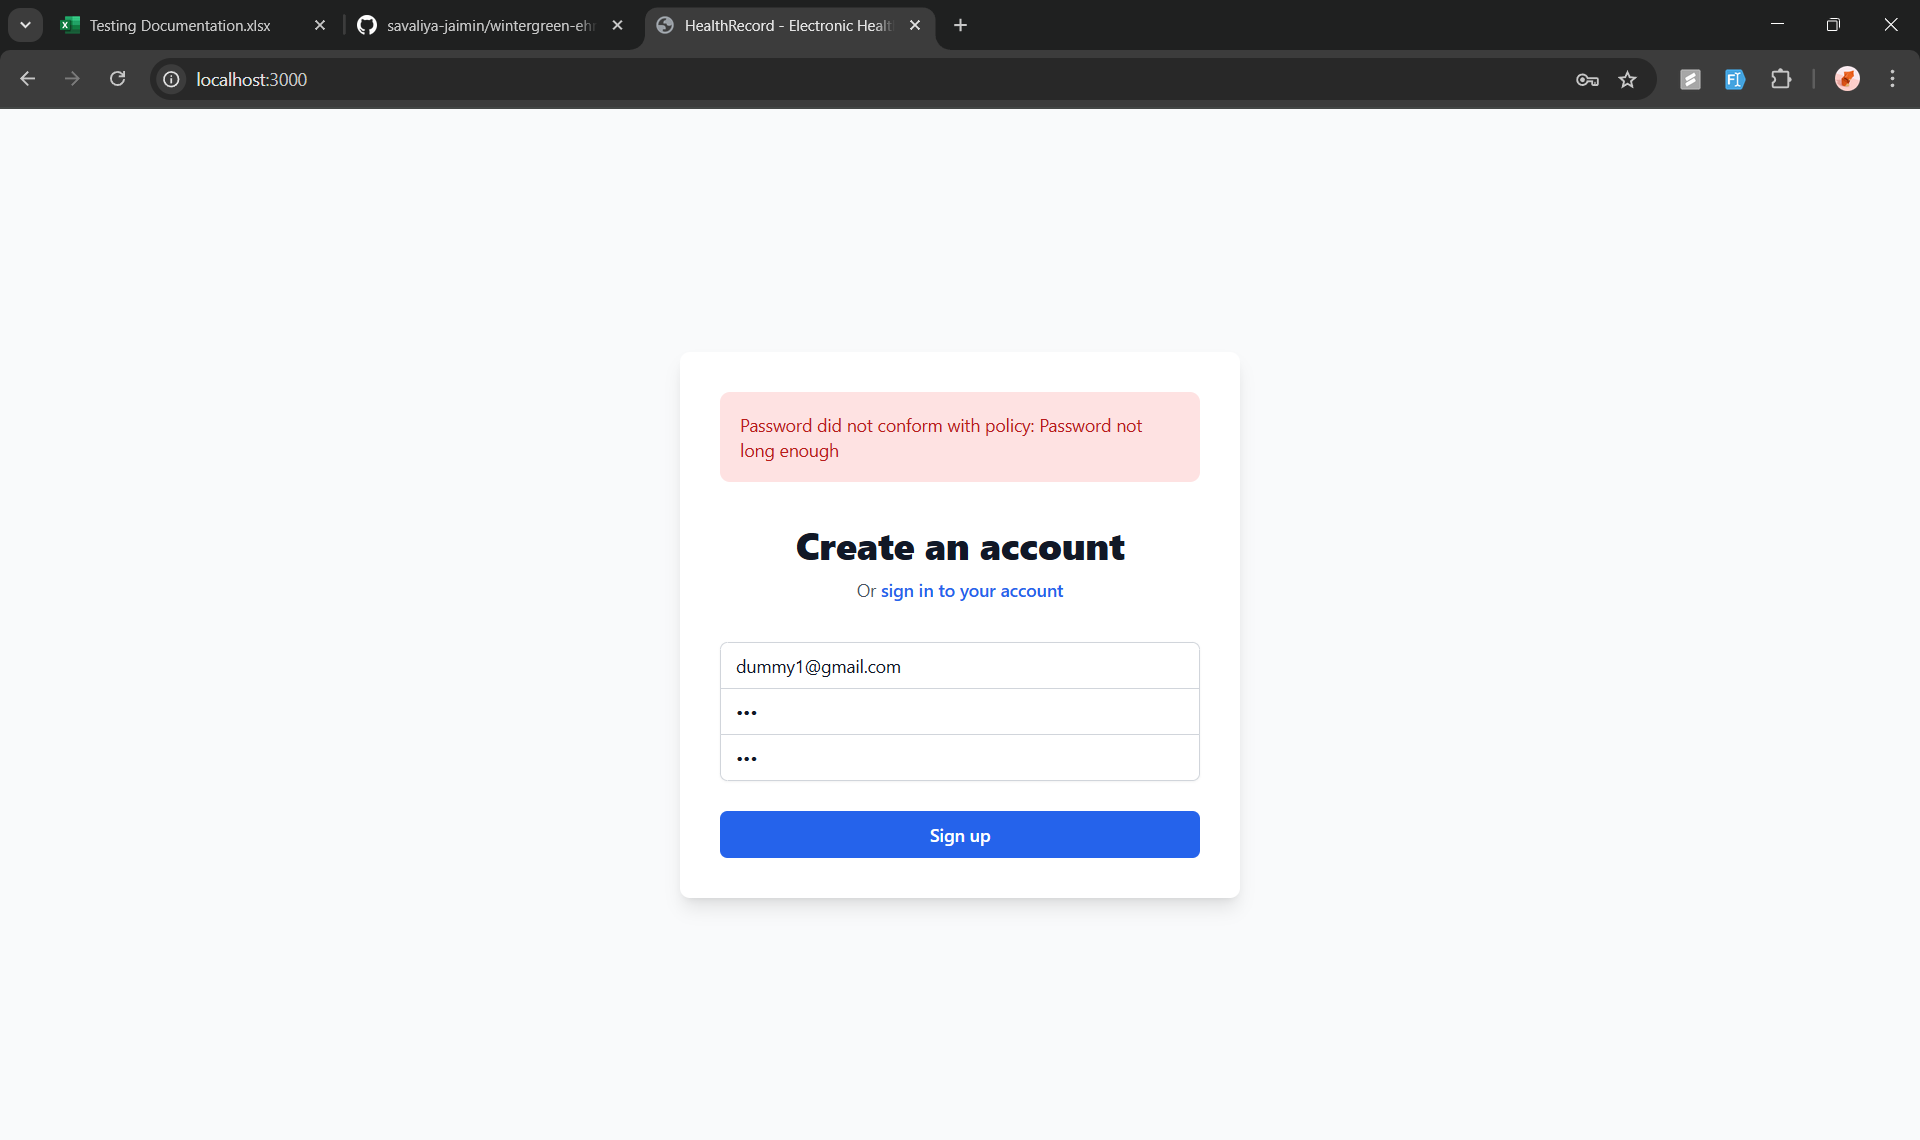 Testing Documentation.xlsx
savaliya-jaimin/wintergreen-eh
HealthRecord - Electronic Healt
localhost:3000
Password did not conform with policy: Password not
long enough
Create an account
Or sign in to your account
dummy1@gmail.com
•••
•••
Sign up